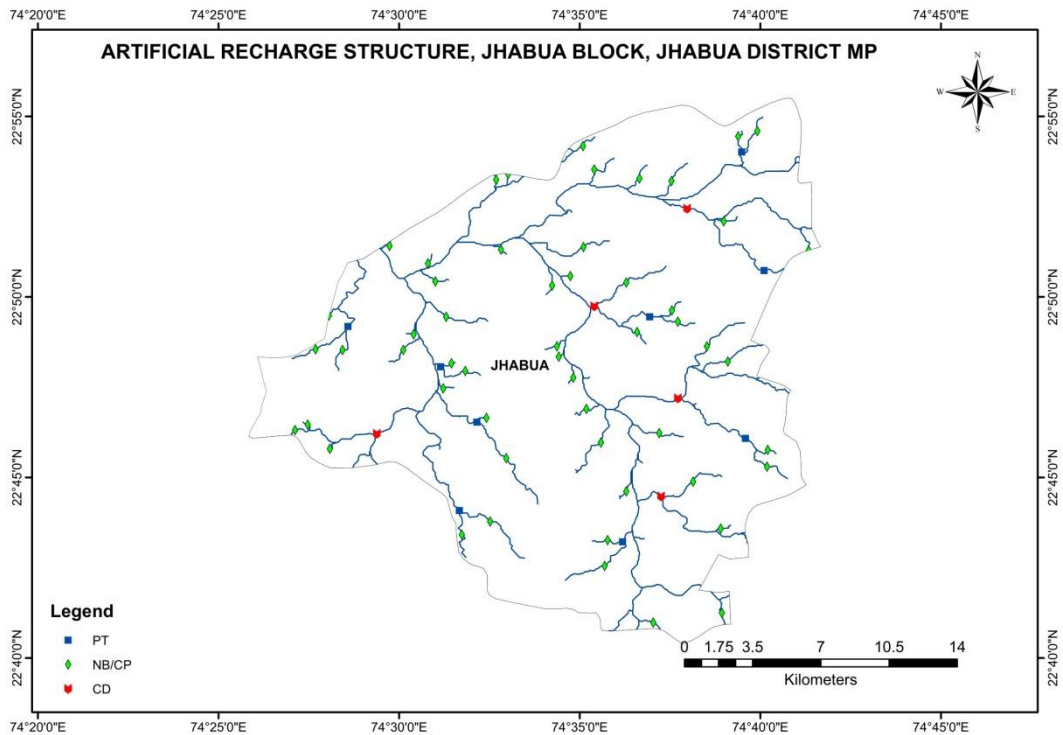 74°20'0"E 74°25'0"E 74°30'0"E 74°35'0"E 74°40'0"E 74°45'0"E
ARTIFICIAL RECHARGE STRUCTURE, JHABUA BLOCK, JHABUA DISTRICT MP
N
W E
S
22°55'0"N 22°55'0"N
22°50'0"N 22°50'0"N
JHABUA
22°45'0"N 22°45'0"N
Legend
PT
NB/CP
CD
0 1.75 3.5 7 10.5 14
Kilometers
22°40'0"N 22°40'0"N
74°20'0"E 74°25'0"E 74°30'0"E 74°35'0"E 74°40'0"E 74°45'0"E